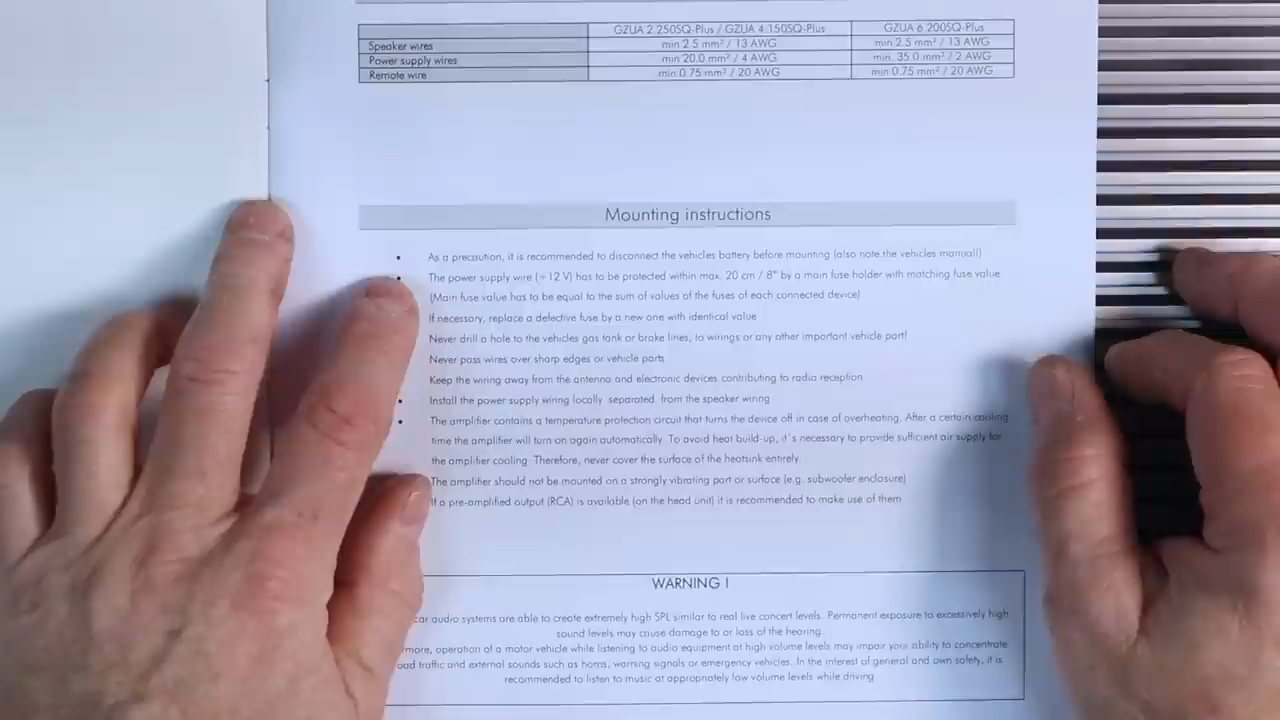 GZUA 2.250SQ-Plus / GZUA 4.150SQ-Plus GZUA 6.200SQ-Plus
Speaker wires min 2.5 mm² / 13 AWG min 2.5 mm² / 13 AWG
Power supply wires min 20.0 mm² / 4 AWG min. 35.0 mm² / 2 AWG
Remote wire min 0.75 mm² / 20 AWG min 0.75 mm² / 20 AWG
Mounting instructions
• As a precaution, it is recommended to disconnect the vehicles battery before mounting (also note the vehicles manual!)
• The power supply wire (+ 12 V) has to be protected within max. 20 cm / 8" by a main fuse holder with matching fuse value
(Main fuse value has to be equal to the sum of values of the fuses of each connected device)
If necessary, replace a defective fuse by a new one with identical value
Never drill a hole to the vehicles gas tank or brake lines, to wirings or any other important vehicle part!
Never pass wires over sharp edges or vehicle parts
Keep the wiring away from the antenna and electronic devices contributing to radio reception
• Install the power supply wiring locally separated from the speaker wiring
• The amplifier contains a temperature protection circuit that turns the device off in case of overheating. After a certain cooling
time the amplifier will turn on again automatically. To avoid heat build-up, it´s necessary to provide sufficient air supply for
the amplifier cooling. Therefore, never cover the surface of the heatsink entirely.
The amplifier should not be mounted on a strongly vibrating part or surface (e.g. subwoofer enclosure)
If a pre-amplified output (RCA) is available (on the head unit) it is recommended to make use of them
WARNING !
car audio systems are able to create extremely high SPL similar to real live concert levels. Permanent exposure to excessively high
sound levels may cause damage to or loss of the hearing.
operation of a motor vehicle while listening to audio equipment at high volume levels may impair your ability to concentrate
traffic and external sounds such as horns, warning signals or emergency vehicles. In the interest of general and own safety, it is
recommended to listen to music at appropriately low volume levels while driving